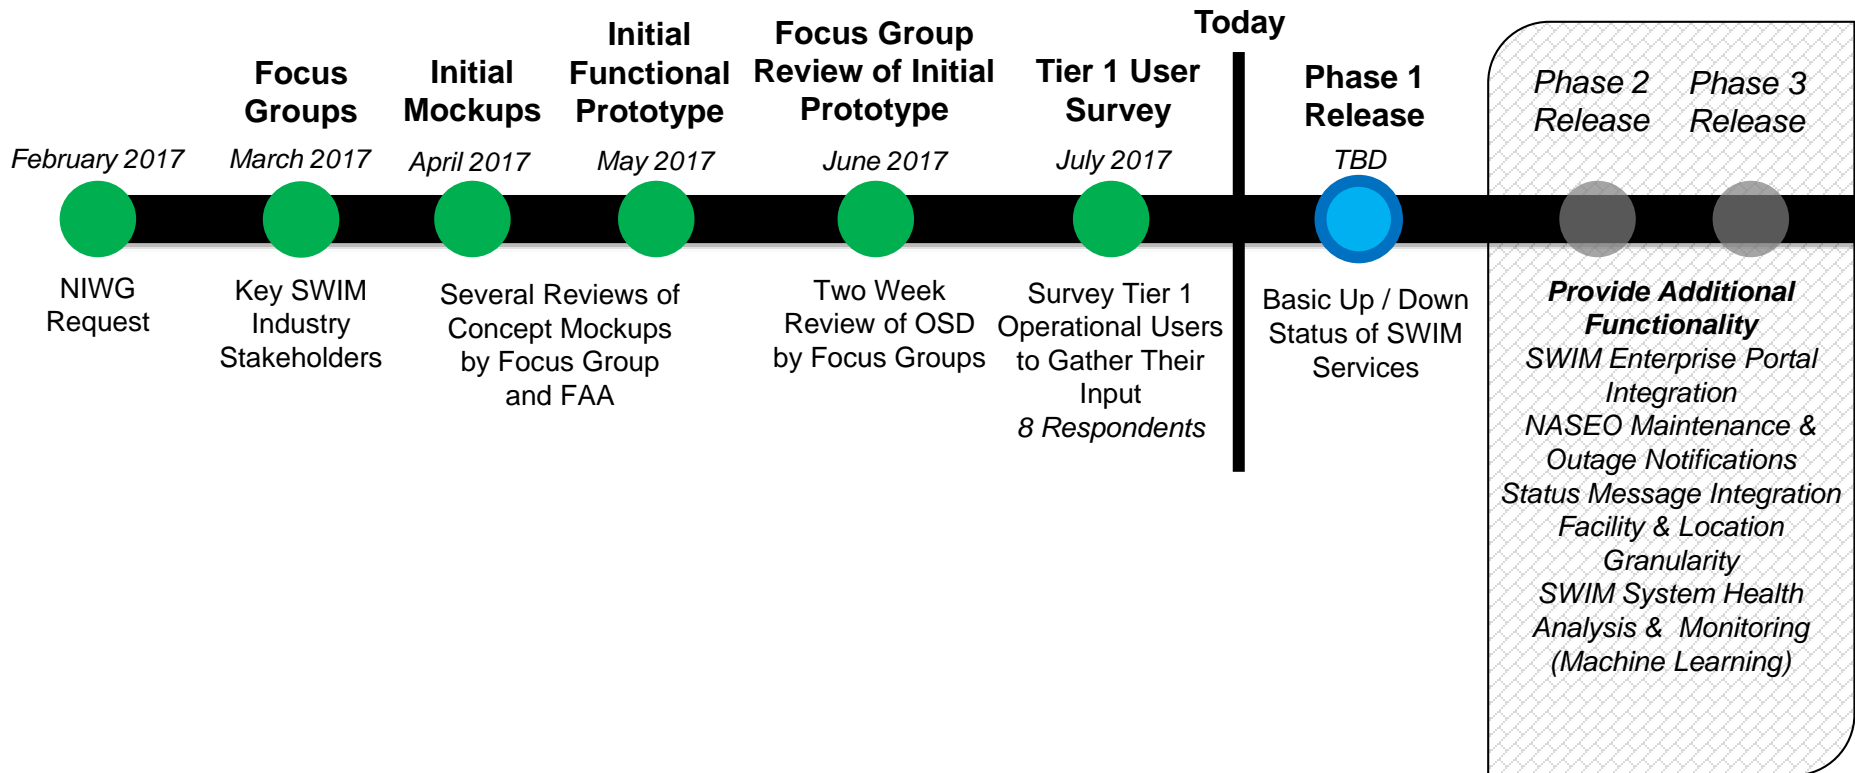 February 2017
NIWG
Request
Focus
Groups
March 2017
Key SWIM
Industry
Stakeholders
Initial
Mockups
April 2017
Initial
Functional
Prototype
May 2017
Several Reviews of
Concept Mockups
by Focus Group
and FAA
Focus Group
Review of Initial
Prototype
June 2017
Two Week
Review of OSD
by Focus Groups
Tier 1 User
Survey
July 2017
Survey Tier 1
Operational Users
to Gather Their
Input
8 Respondents
Today
Phase 1
Release
TBD
Basic Up / Down
Status of SWIM
Services
Phase 2
Release
Phase 3
Release
Provide Additional
Functionality
SWIM Enterprise Portal
Integration
NASEO Maintenance &
Outage Notifications
Status Message Integration
Facility & Location
Granularity
SWIM System Health
Analysis & Monitoring
(Machine Learning)